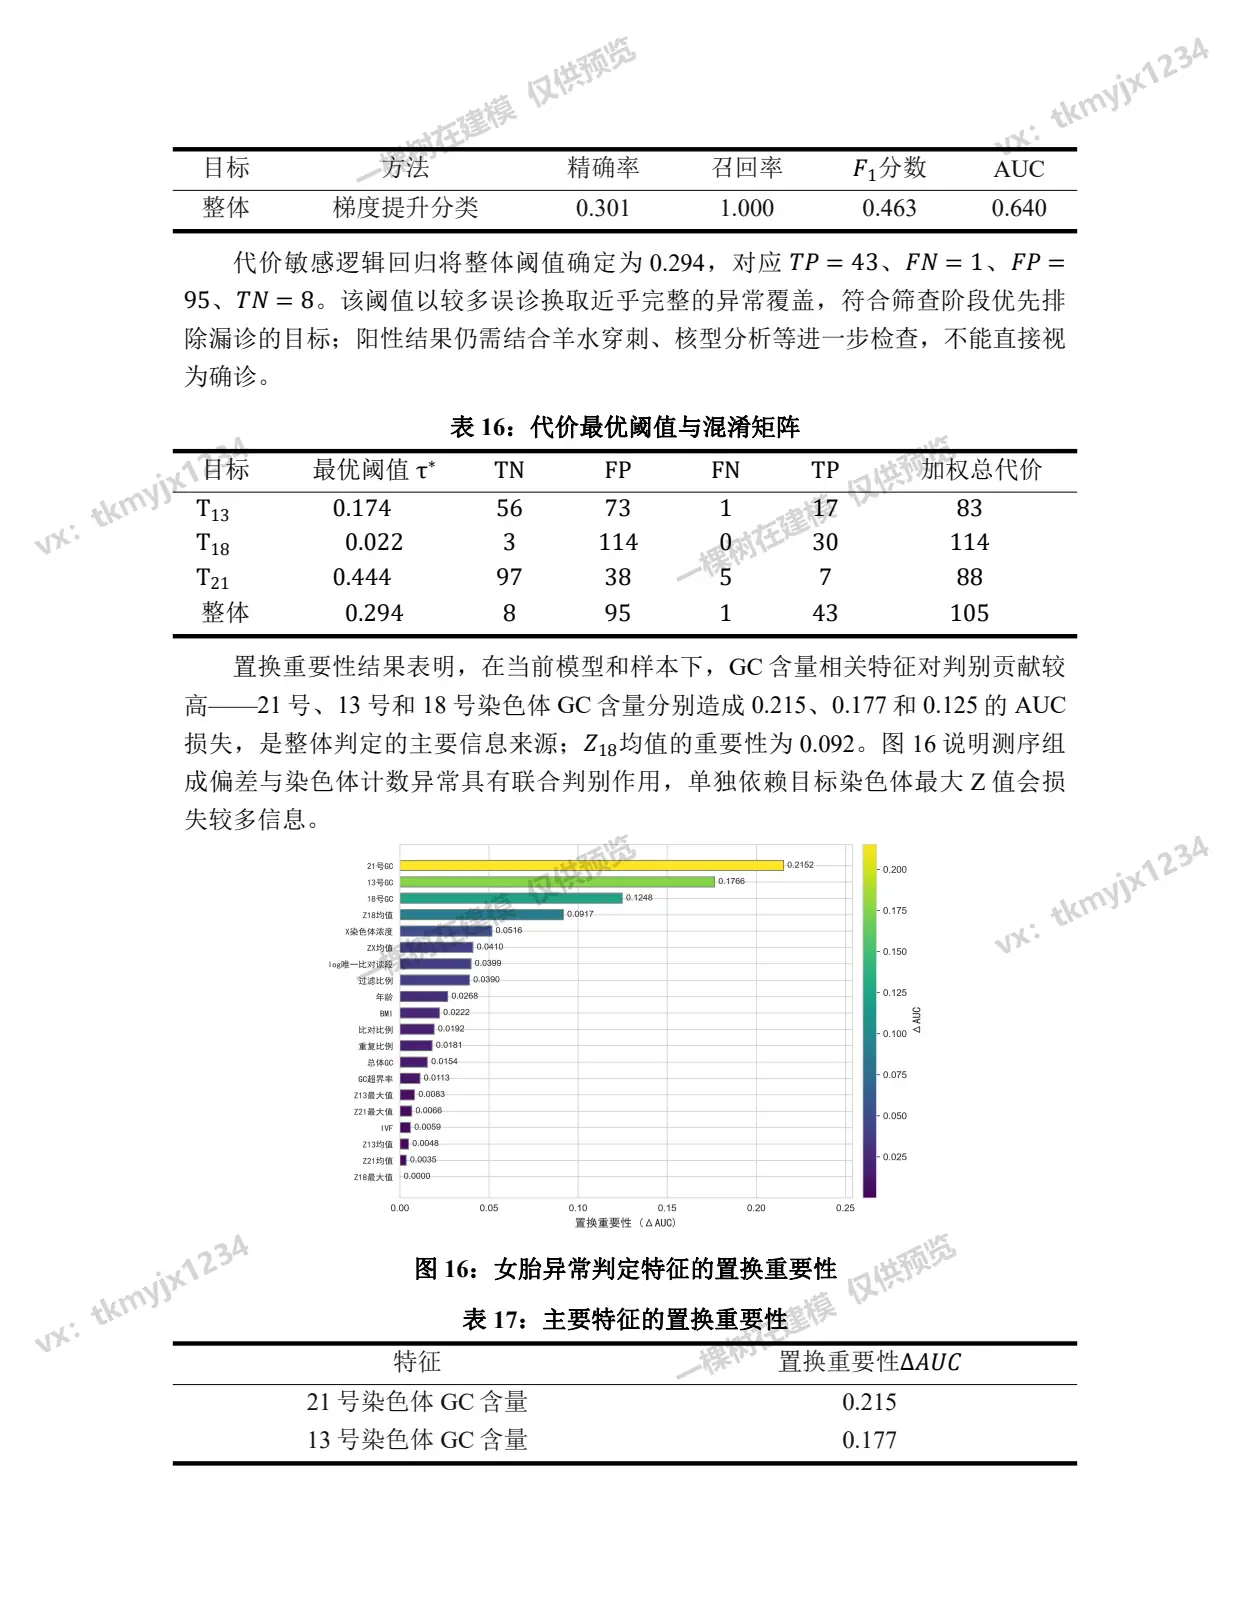 一棵树在建模 仅供预览
vx：tkmyjx1234
目标 方法 精确率 召回率 F₁分数 AUC
整体 梯度提升分类 0.301 1.000 0.463 0.640
代价敏感逻辑回归将整体阈值确定为 0.294，对应 TP = 43、FN = 1、FP =
95、TN = 8。该阈值以较多误诊换取近乎完整的异常覆盖，符合筛查阶段优先排
除漏诊的目标；阳性结果仍需结合羊水穿刺、核型分析等进一步检查，不能直接视
为确诊。
表 16：代价最优阈值与混淆矩阵
vx：tkmyjx1234
一棵树在建模 仅供预览
目标 最优阈值 τ* TN FP FN TP 加权总代价
T₁₃ 0.174 56 73 1 17 83
T₁₈ 0.022 3 114 0 30 114
T₂₁ 0.444 97 38 5 7 88
整体 0.294 8 95 1 43 105
置换重要性结果表明，在当前模型和样本下，GC 含量相关特征对判别贡献较
高——21 号、13 号和 18 号染色体 GC 含量分别造成 0.215、0.177 和 0.125 的 AUC
损失，是整体判定的主要信息来源；Z₁₈均值的重要性为 0.092。图 16 说明测序组
成偏差与染色体计数异常具有联合判别作用，单独依赖目标染色体最大 Z 值会损
失较多信息。
一棵树在建模 仅供预览
vx：tkmyjx1234
21号GC 0.2152
13号GC 0.1766
18号GC 0.1248
Z18均值 0.0917
X染色体浓度 0.0516
ZX均值 0.0410
log唯一比对读段 0.0399
过滤比例 0.0390
年龄 0.0268
BMI 0.0222
比对比例 0.0192
重复比例 0.0181
总体GC 0.0154
GC超界率 0.0113
Z13最大值 0.0083
Z21最大值 0.0066
IVF 0.0059
Z13均值 0.0048
Z21均值 0.0035
Z18最大值 0.0000
0.00 0.05 0.10 0.15 0.20 0.25
置换重要性（ΔAUC）
0.200
0.175
0.150
0.125
0.100
0.075
0.050
0.025
ΔAUC
图 16：女胎异常判定特征的置换重要性
vx：tkmyjx1234
一棵树在建模 仅供预览
表 17：主要特征的置换重要性
特征 置换重要性ΔAUC
21 号染色体 GC 含量 0.215
13 号染色体 GC 含量 0.177